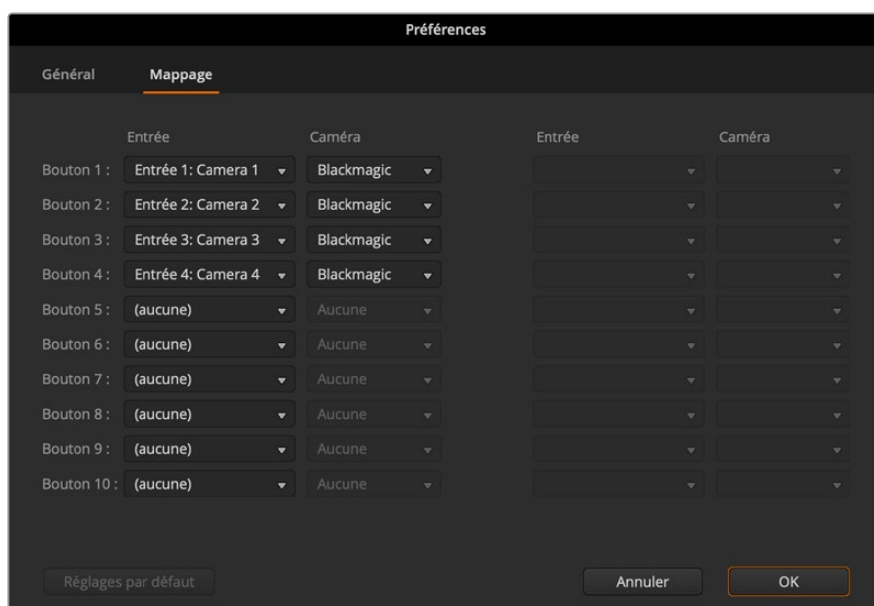 Préférences
Général Mappage
Entrée Caméra Entrée Caméra
Bouton 1 : Entrée 1: Camera 1 Blackmagic
Bouton 2 : Entrée 2: Camera 2 Blackmagic
Bouton 3 : Entrée 3: Camera 3 Blackmagic
Bouton 4 : Entrée 4: Camera 4 Blackmagic
Bouton 5 : (aucune) Aucune
Bouton 6 : (aucune) Aucune
Bouton 7 : (aucune) Aucune
Bouton 8 : (aucune) Aucune
Bouton 9 : (aucune) Aucune
Bouton 10 : (aucune) Aucune
Réglages par défaut Annuler OK